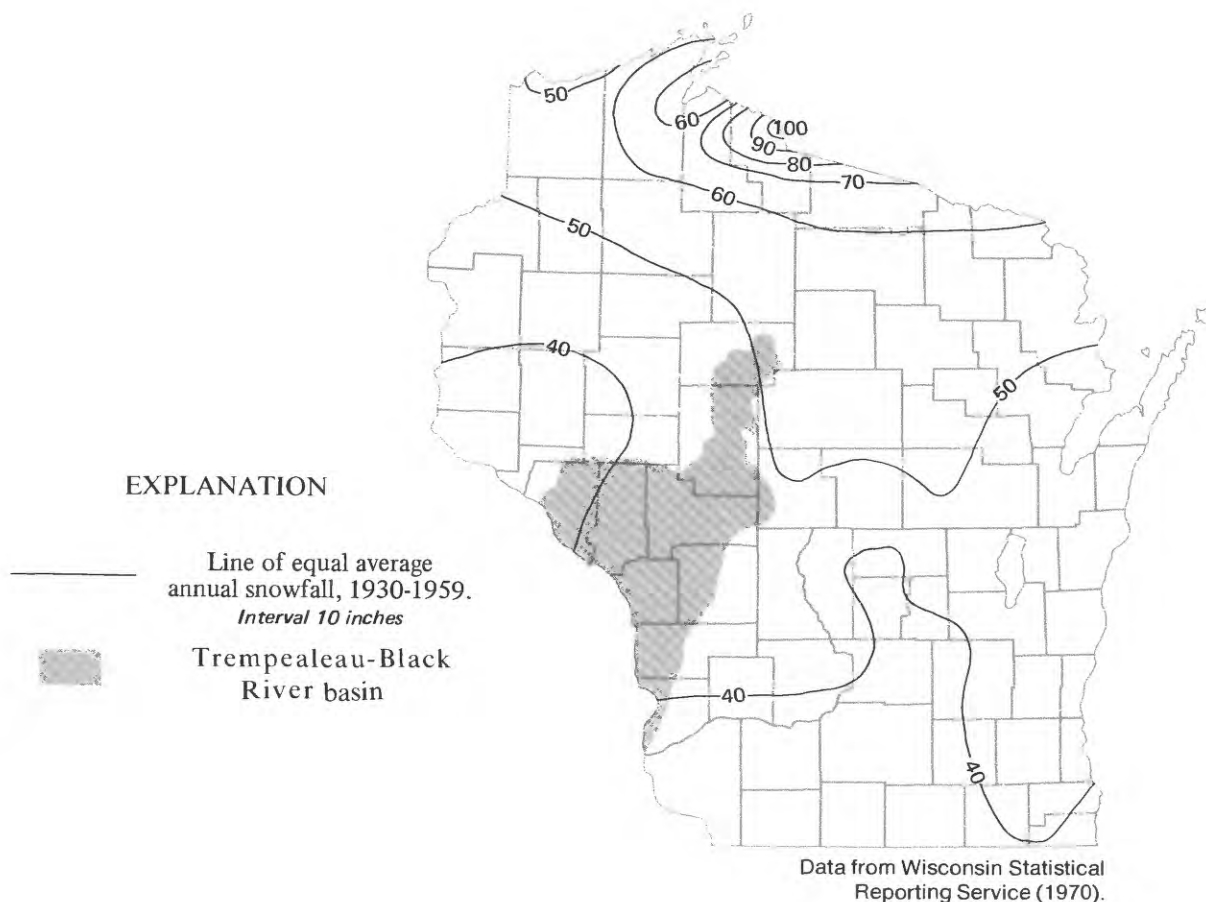 50
60
100
90
80
70
60
50
40
50
40
40
EXPLANATION
Line of equal average
annual snowfall, 1930-1959.
Interval 10 inches
Trempealeau-Black
River basin
Data from Wisconsin Statistical
Reporting Service (1970).